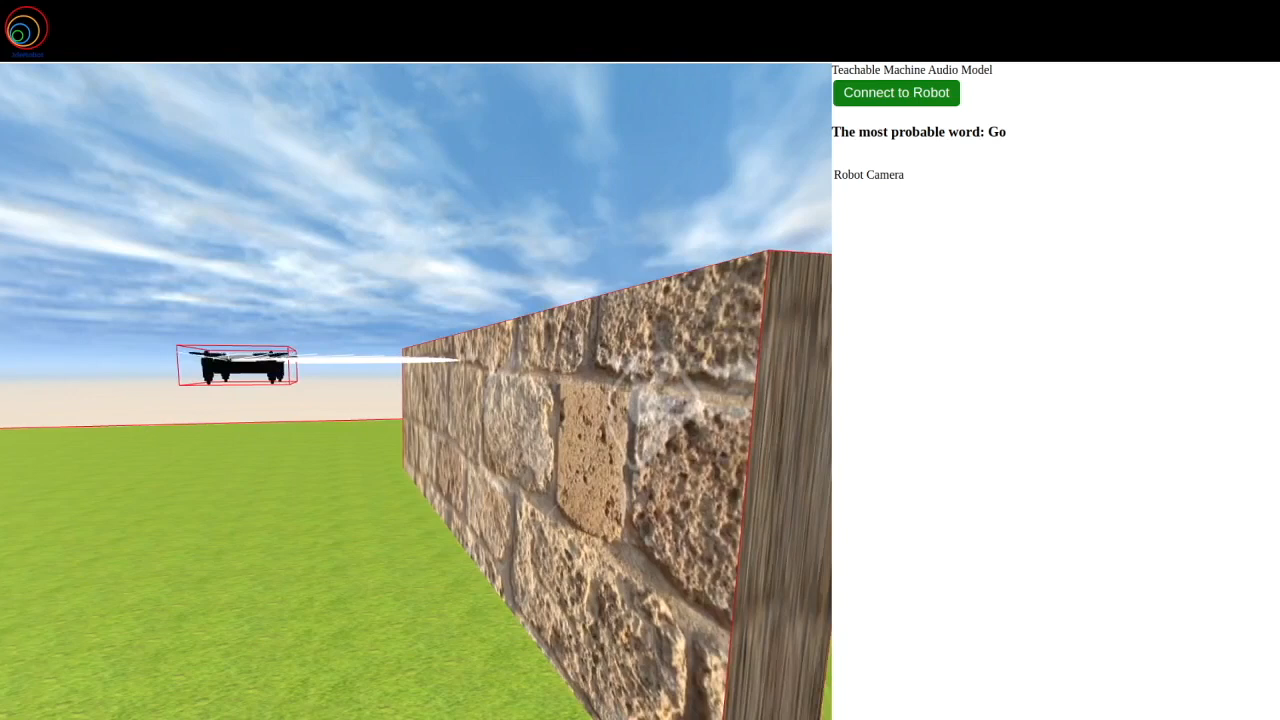 Teachable Machine Audio Model
Connect to Robot
The most probable word: Go
Robot Camera